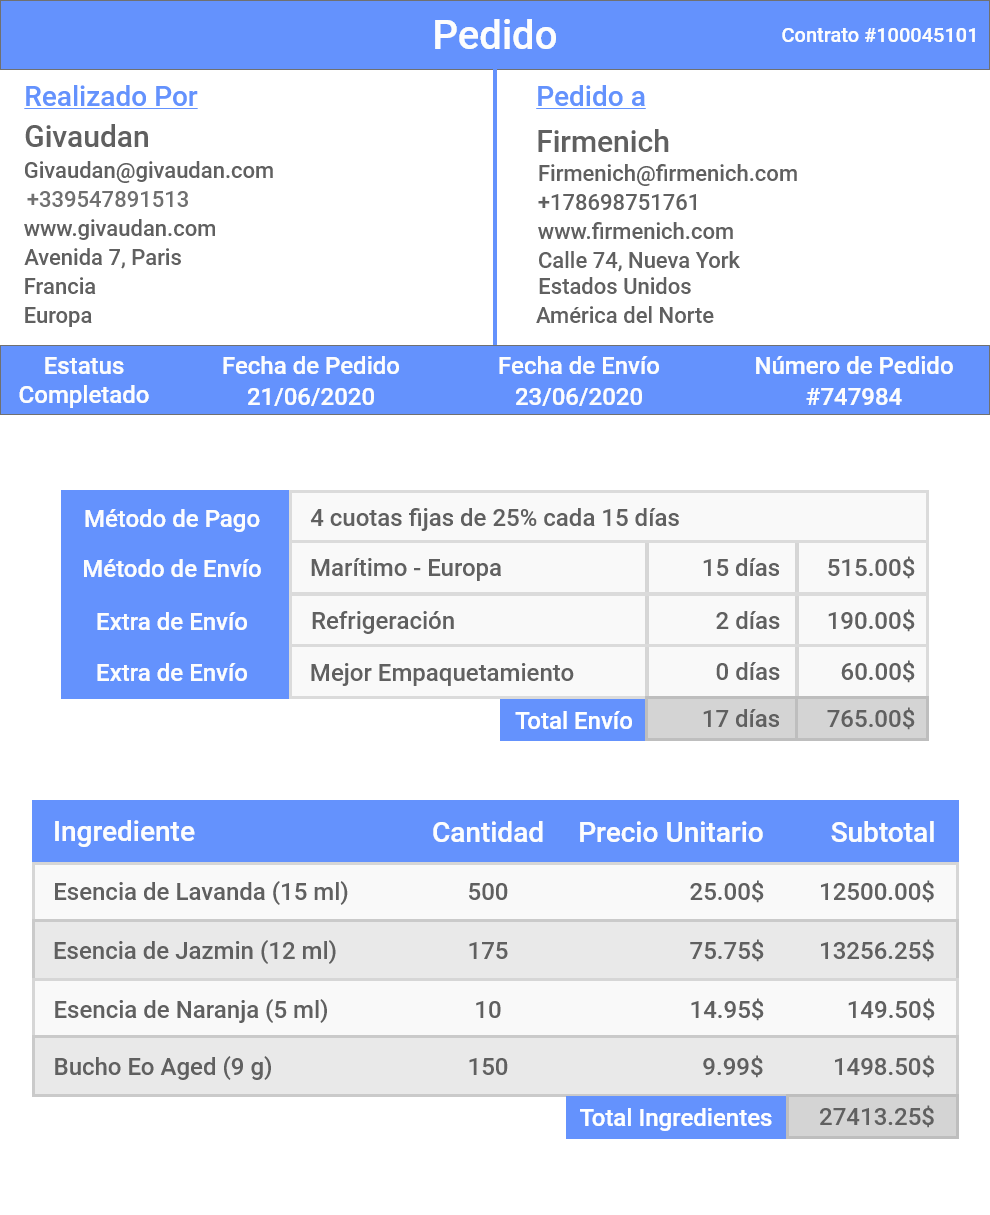 Pedido
Contrato #100045101
Realizado Por
Givaudan
Givaudan@givaudan.com
+339547891513
www.givaudan.com
Avenida 7, Paris
Francia
Europa
Pedido a
Firmenich
Firmenich@firmenich.com
+178698751761
www.firmenich.com
Calle 74, Nueva York
Estados Unidos
América del Norte
Estatus Fecha de Pedido Fecha de Envío Número de Pedido
Completado 21/06/2020 23/06/2020 #747984
Método de Pago 4 cuotas fijas de 25% cada 15 días
Método de Envío Marítimo - Europa 15 días 515.00$
Extra de Envío Refrigeración 2 días 190.00$
Extra de Envío Mejor Empaquetamiento 0 días 60.00$
Total Envío 17 días 765.00$
Ingrediente Cantidad Precio Unitario Subtotal
Esencia de Lavanda (15 ml) 500 25.00$ 12500.00$
Esencia de Jazmin (12 ml) 175 75.75$ 13256.25$
Esencia de Naranja (5 ml) 10 14.95$ 149.50$
Bucho Eo Aged (9 g) 150 9.99$ 1498.50$
Total Ingredientes 27413.25$